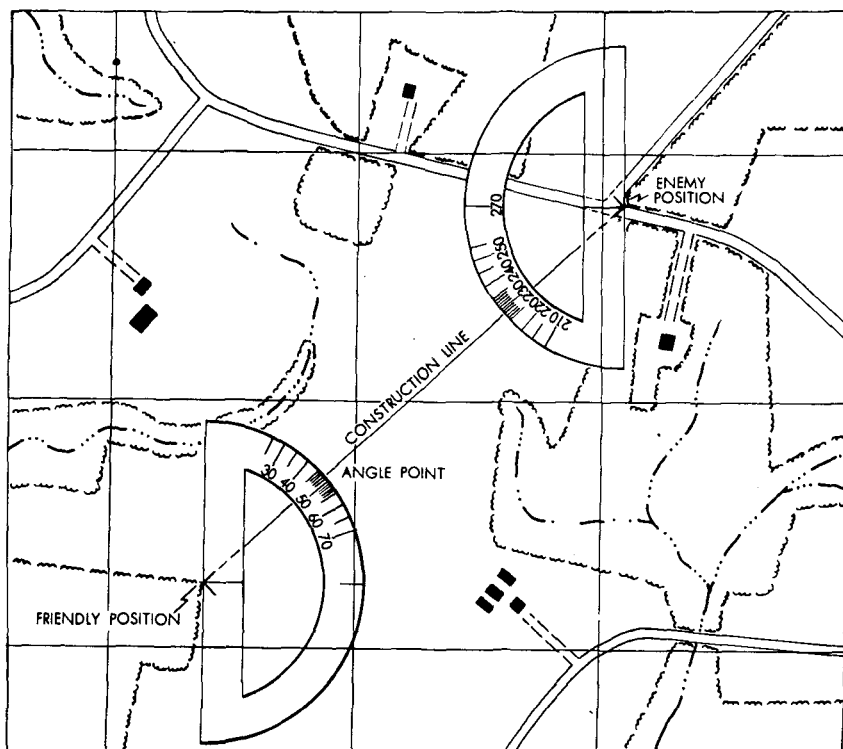 ENEMY
POSITION
270
250
240
230
220
210
CONSTRUCTION LINE
ANGLE POINT
30
40
50
60
70
FRIENDLY POSITION